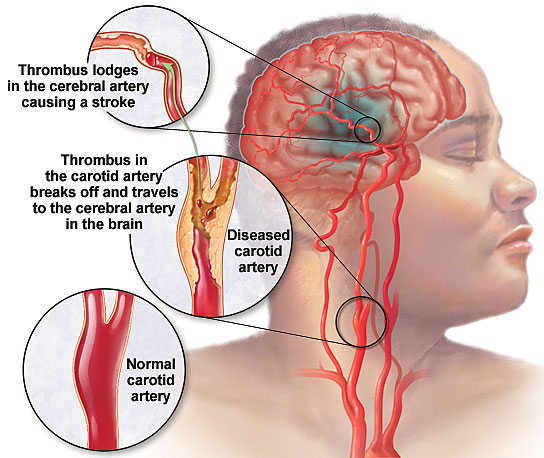 Thrombus lodges
in the cerebral artery
causing a stroke
Thrombus in
the carotid artery
breaks off and travels
to the cerebral artery
in the brain
Diseased
carotid
artery
Normal
carotid
artery